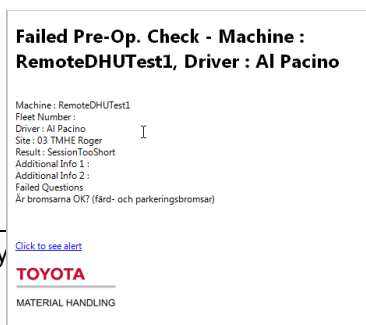 Failed Pre-Op. Check - Machine :
RemoteDHUTest1, Driver : Al Pacino
Machine : RemoteDHUTest1
Fleet Number :
Driver : Al Pacino
Site : 03 TMHE Roger
Result : SessionTooShort
Additional Info 1 :
Additional Info 2 :
Failed Questions
Är bromsarna OK? (färd- och parkeringsbromsar)
y
Click to see alert
TOYOTA
MATERIAL HANDLING